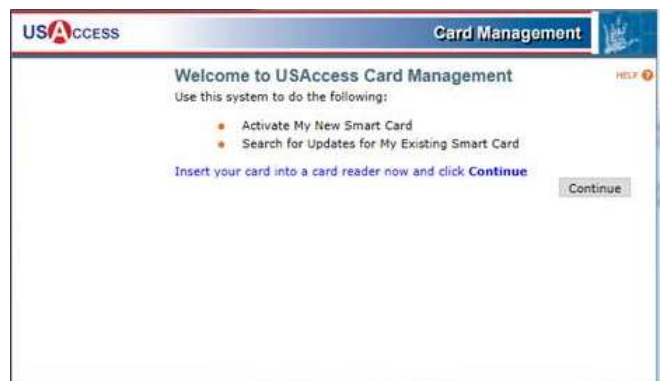 USAccess
Card Management
Welcome to USAccess Card Management
HELP ?
Use this system to do the following:
Activate My New Smart Card
Search for Updates for My Existing Smart Card
Insert your card into a card reader now and click Continue
Continue